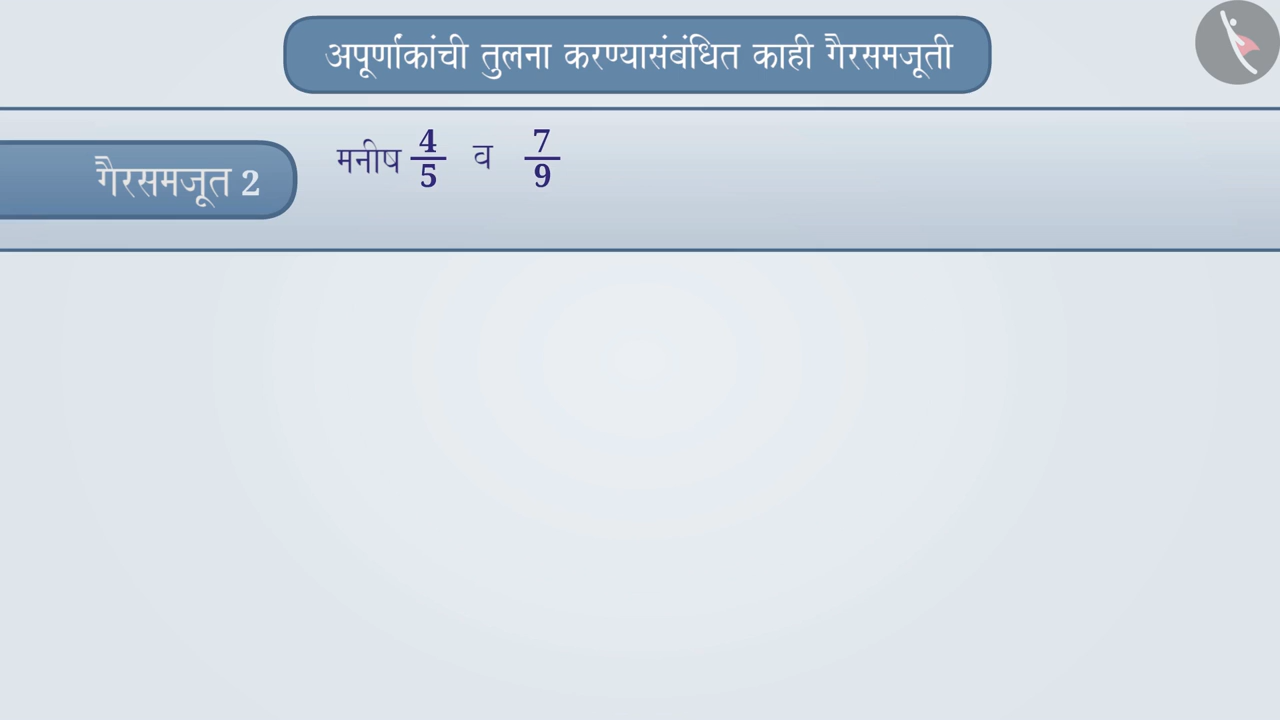 अपूर्णांकांची तुलना करण्यासंबंधित काही गैरसमजूती
गैरसमजूत 2
मनीष 4/5 व 7/9